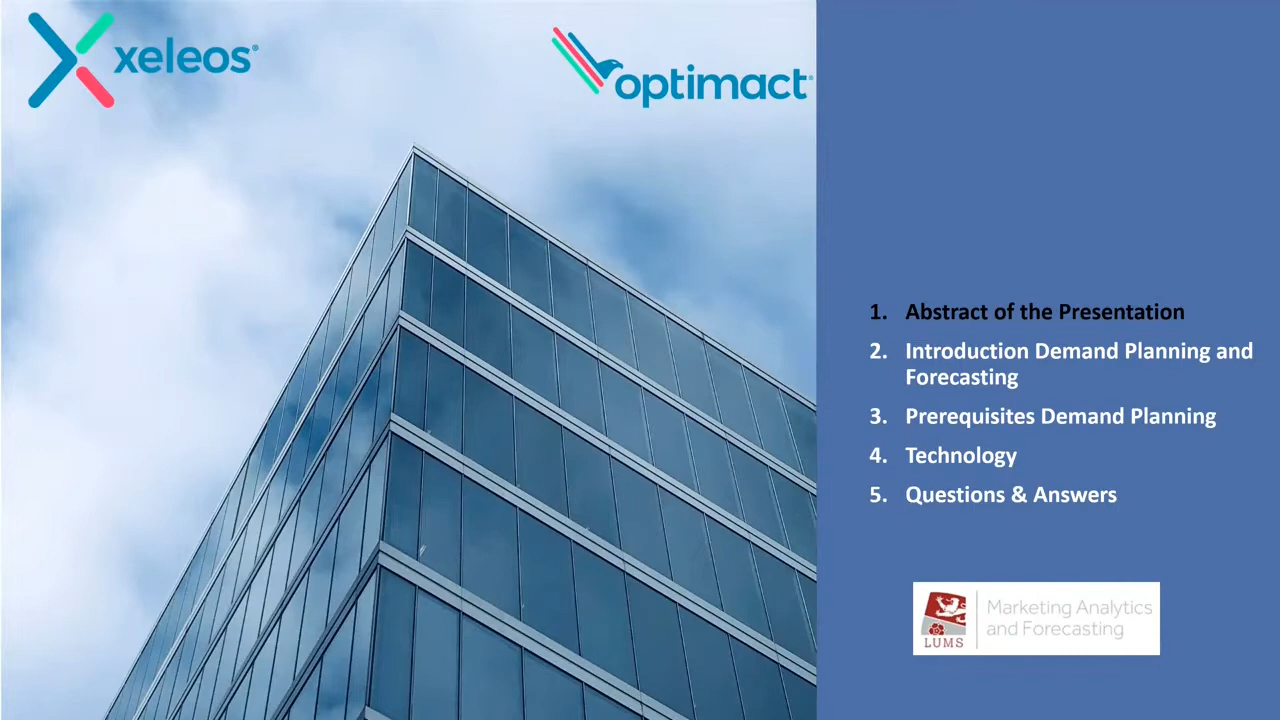 xeleos®
optimact®
1. Abstract of the Presentation
2. Introduction Demand Planning and
Forecasting
3. Prerequisites Demand Planning
4. Technology
5. Questions & Answers
LUMS
Marketing Analytics
and Forecasting